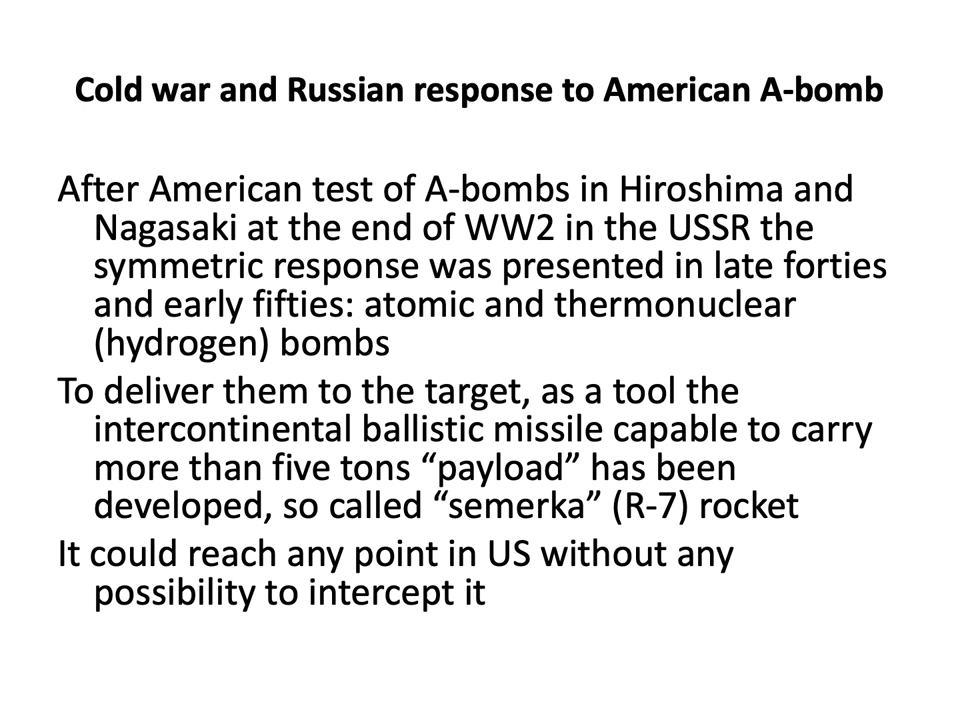 Cold war and Russian response to American A-bomb
After American test of A-bombs in Hiroshima and
Nagasaki at the end of WW2 in the USSR the
symmetric response was presented in late forties
and early fifties: atomic and thermonuclear
(hydrogen) bombs
To deliver them to the target, as a tool the
intercontinental ballistic missile capable to carry
more than five tons “payload” has been
developed, so called “semerka” (R-7) rocket
It could reach any point in US without any
possibility to intercept it